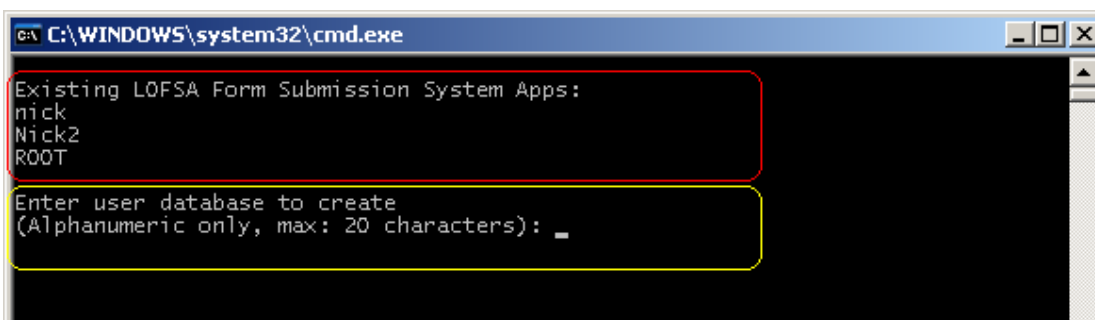 C:\WINDOWS\system32\cmd.exe
Existing LOFSA Form Submission System Apps:
nick
Nick2
ROOT
Enter user database to create
(Alphanumeric only, max: 20 characters): _